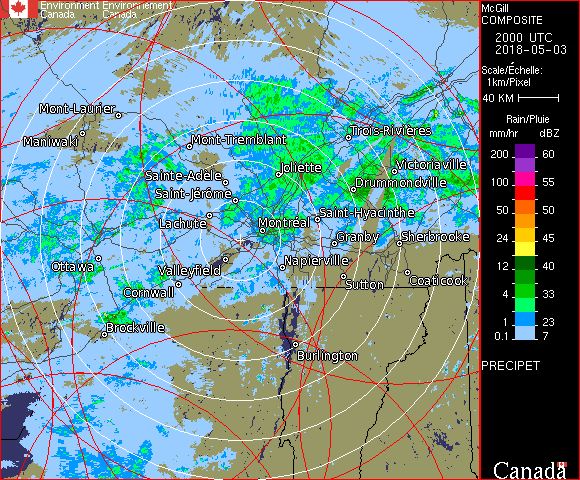 Environment Environnement
Canada Canada
McGill
COMPOSITE
2000 UTC
2018-05-03
Scale/Échelle:
1km/Pixel
40 KM
Rain/Pluie
mm/hr dBZ
200 60
100 55
50 50
24 45
12 40
4 33
1 23
0.1 7
PRECIPET
Canada
Mont-Laurier
Maniwaki
Mont-Tremblant
Trois-Rivières
Joliette
Victoriaville
Sainte-Adèle
Drummondville
Saint-Jérôme
Lachute
Montréal
Saint-Hyacinthe
Granby
Sherbrooke
Ottawa
Valleyfield
Napierville
Sutton
Coaticook
Cornwall
Brockville
Burlington